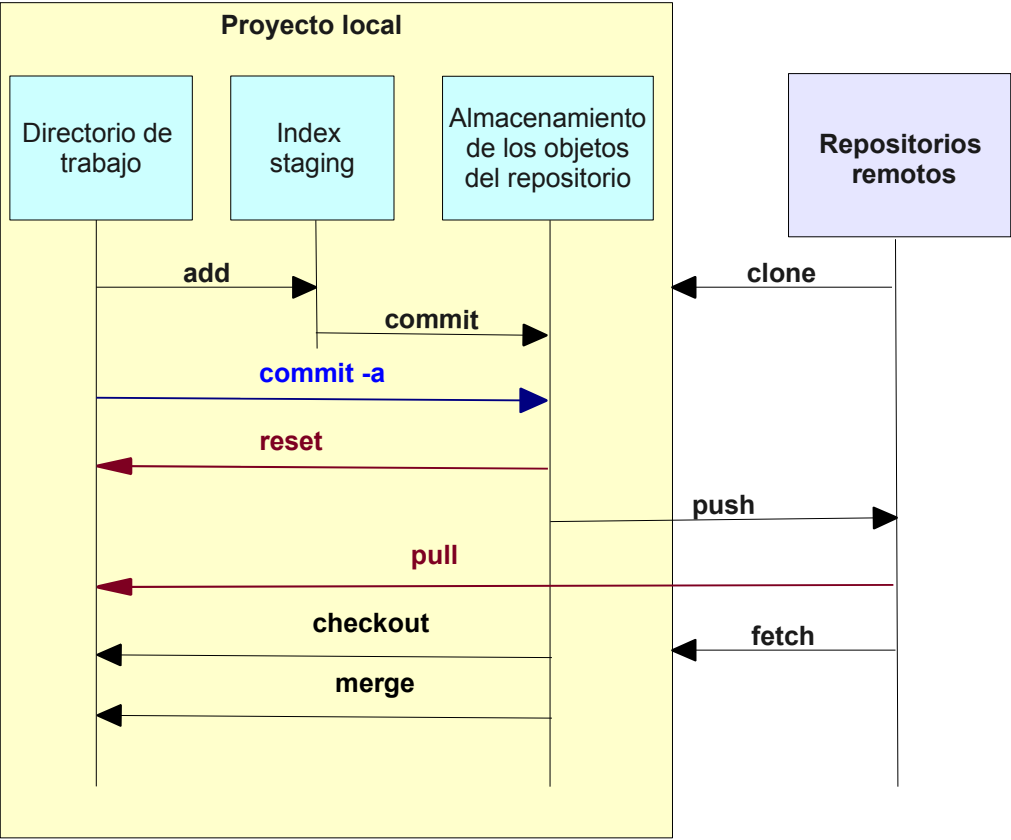 Proyecto local
Directorio de
trabajo
Index
staging
Almacenamiento
de los objetos
del repositorio
Repositorios
remotos
add
clone
commit
commit -a
reset
push
pull
checkout
fetch
merge